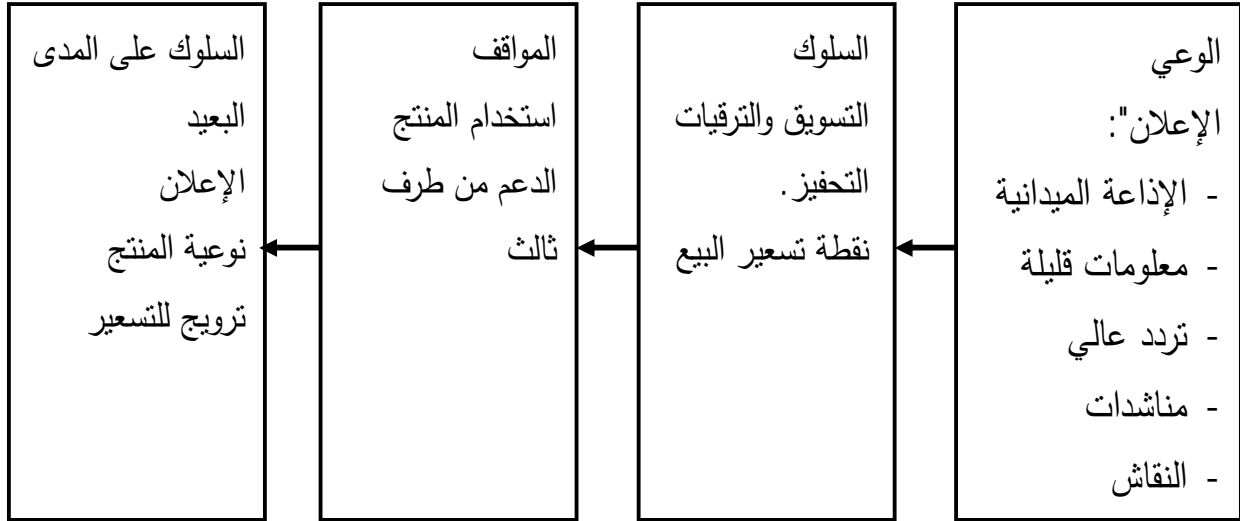 الوعي
الإعلان":
- الإذاعة الميدانية
- معلومات قليلة
- تردد عالي
- مناشدات
- النقاش
السلوك
التسويق والترقيات
التحفيز.
نقطة تسعير البيع
المواقف
استخدام المنتج
الدعم من طرف
ثالث
السلوك على المدى
البعيد
الإعلان
نوعية المنتج
ترويج للتسعير